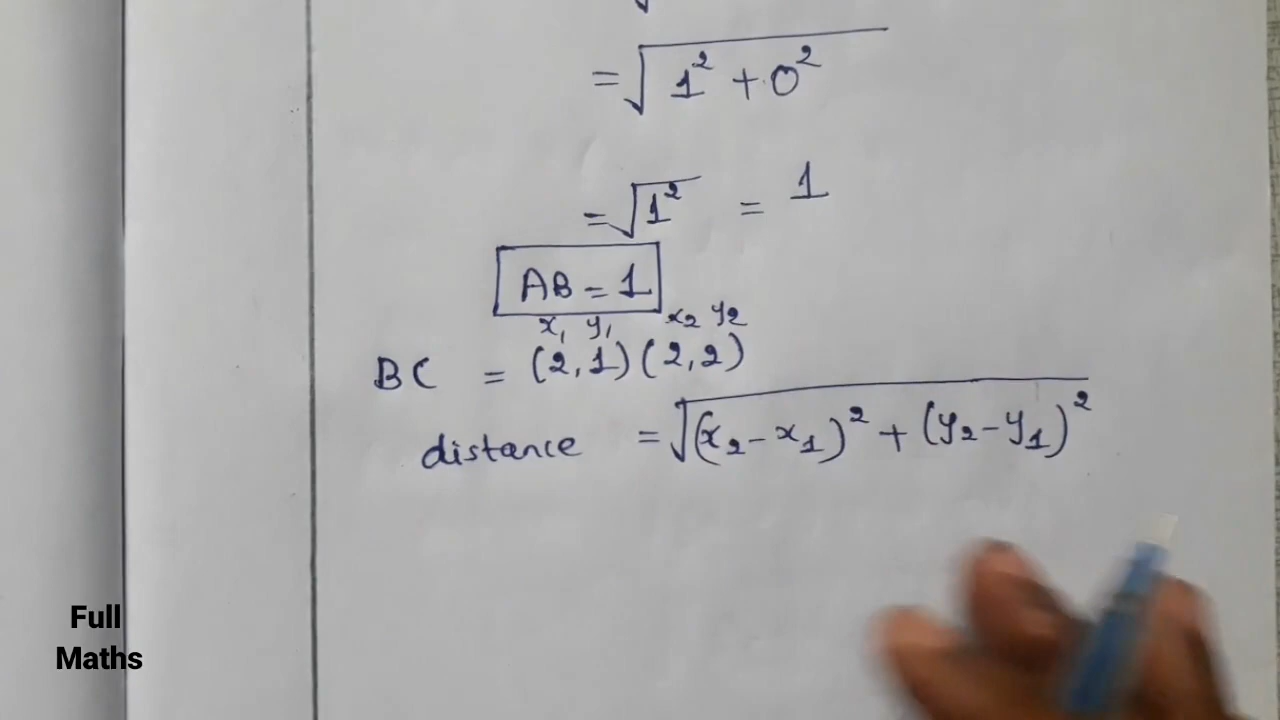 = √1² + 0²
= √1² = 1
AB = 1
x₁ y₁ x₂ y₂
BC = (2,1) (2,2)
distance = √(x₂ - x₁)² + (y₂ - y₁)²
Full
Maths